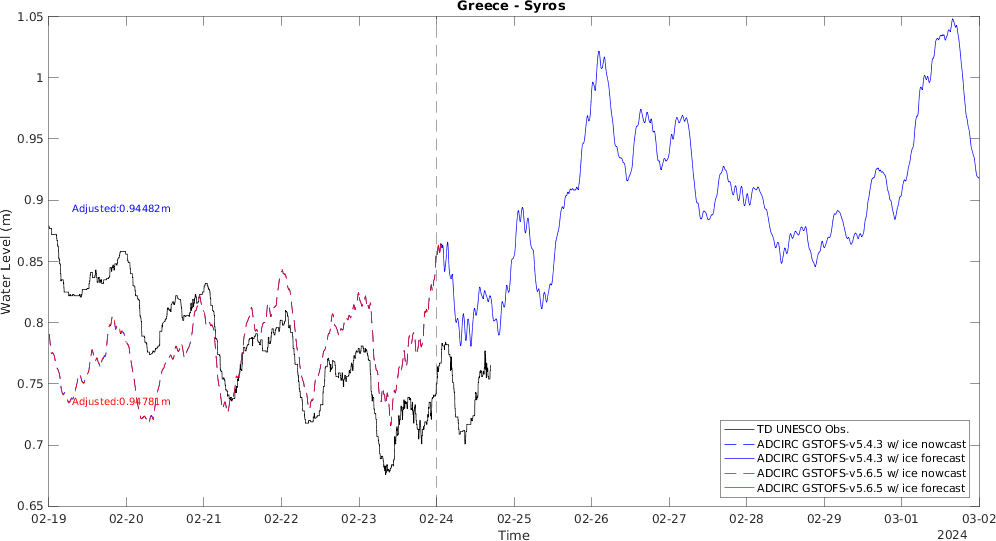 Greece - Syros
1.05
1
0.95
0.9
0.85
0.8
0.75
0.7
0.65
Water Level (m)
Adjusted:0.94482m
Adjusted:0.94781m
TD UNESCO Obs.
ADCIRC GSTOFS-v5.4.3 w/ ice nowcast
ADCIRC GSTOFS-v5.4.3 w/ ice forecast
ADCIRC GSTOFS-v5.6.5 w/ ice nowcast
ADCIRC GSTOFS-v5.6.5 w/ ice forecast
02-19 02-20 02-21 02-22 02-23 02-24 02-25 02-26 02-27 02-28 02-29 03-01 03-02
Time
2024